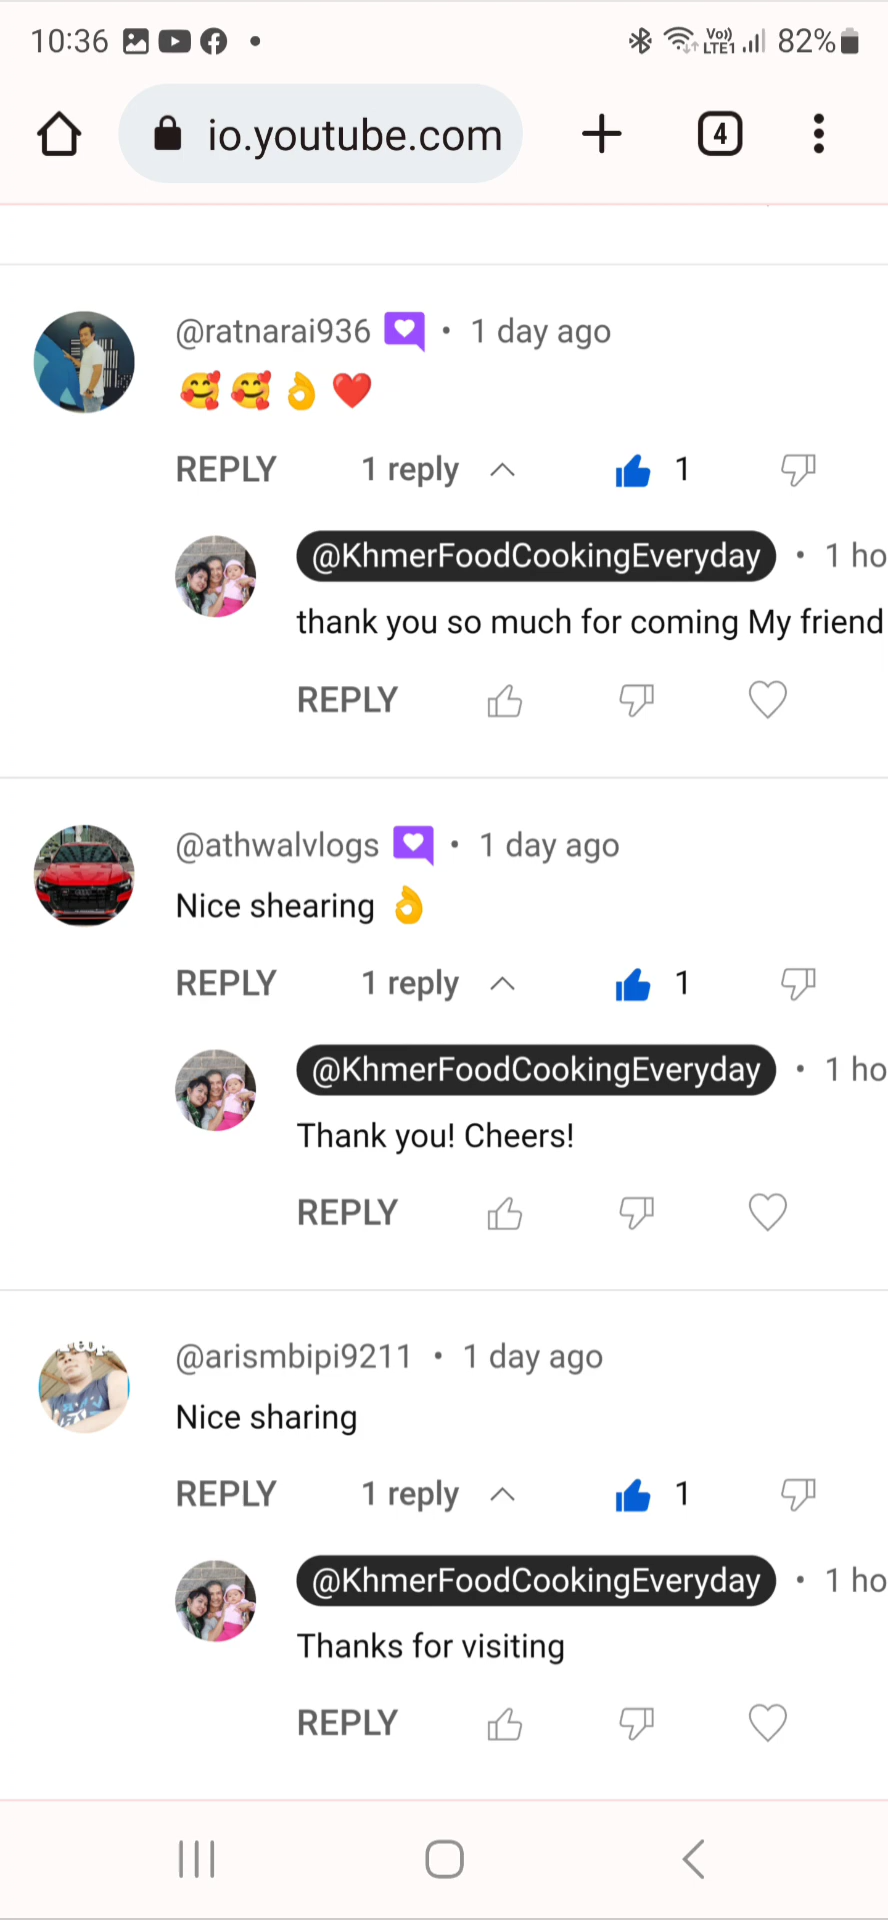 10:36 Vo)) LTE1 82%
io.youtube.com 4
@ratnarai936 • 1 day ago
🥰🥰👌❤️
REPLY 1 reply 1
@KhmerFoodCookingEveryday • 1 ho
thank you so much for coming My friend
REPLY
@athwalvlogs • 1 day ago
Nice shearing 👌
REPLY 1 reply 1
@KhmerFoodCookingEveryday • 1 ho
Thank you! Cheers!
REPLY
@arismbipi9211 • 1 day ago
Nice sharing
REPLY 1 reply 1
@KhmerFoodCookingEveryday • 1 ho
Thanks for visiting
REPLY